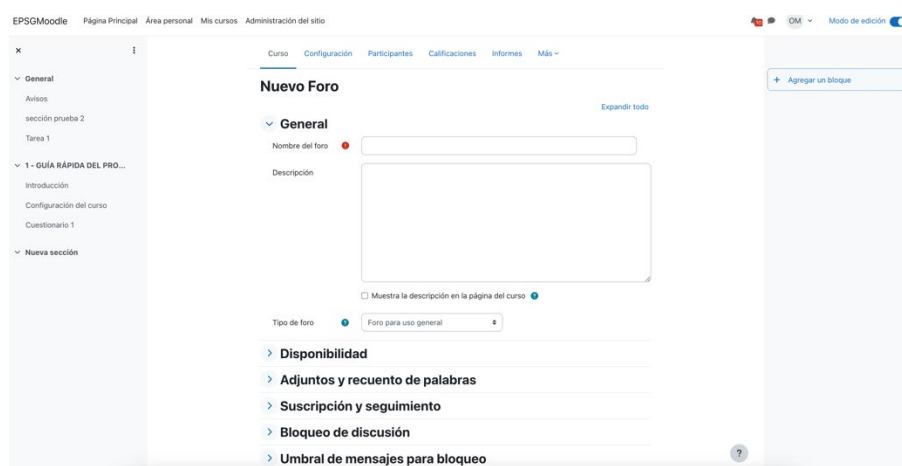 EPSGMoodle Página Principal Área personal Mis cursos Administración del sitio OM Modo de edición
General
Avisos
sección prueba 2
Tarea 1
1 - GUÍA RÁPIDA DEL PRO...
Introducción
Configuración del curso
Cuestionario 1
Nueva sección
Curso Configuración Participantes Calificaciones Informes Más
Nuevo Foro
Expandir todo
General
Nombre del foro
Descripción
Muestra la descripción en la página del curso
Tipo de foro Foro para uso general
Disponibilidad
Adjuntos y recuento de palabras
Suscripción y seguimiento
Bloqueo de discusión
Umbral de mensajes para bloqueo
+ Agregar un bloque
?